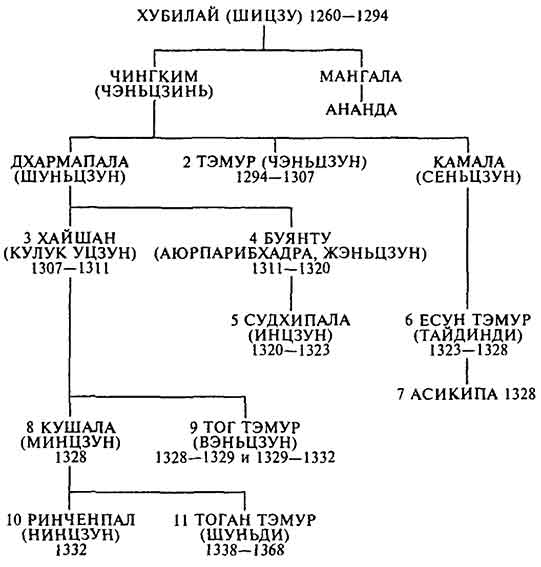 ХУБИЛАЙ (ШИЦЗУ) 1260—1294
ЧИНГКИМ
(ЧЭНЬЦЗИНЬ)
МАНГАЛА
АНАНДА
ДХАРМАПАЛА
(ШУНЬЦЗУН)
2 ТЭМУР (ЧЭНЬЦЗУН)
1294—1307
КАМАЛА
(СЕНЬЦЗУН)
3 ХАЙШАН
(КУЛУК УЦЗУН)
1307—1311
4 БУЯНТУ
(АЮРПАРИБХАДРА, ЖЭНЬЦЗУН)
1311—1320
5 СУДХИПАЛА
(ИНЦЗУН)
1320—1323
6 ЕСУН ТЭМУР
(ТАЙДИНДИ)
1323—1328
7 АСИКИПА 1328
8 КУШАЛА
(МИНЦЗУН)
1328
9 ТОГ ТЭМУР
(ВЭНЬЦЗУН)
1328—1329 и 1329—1332
10 РИНЧЕНПАЛ
(НИНЦЗУН)
1332
11 ТОГАН ТЭМУР
(ШУНЬДИ)
1338—1368